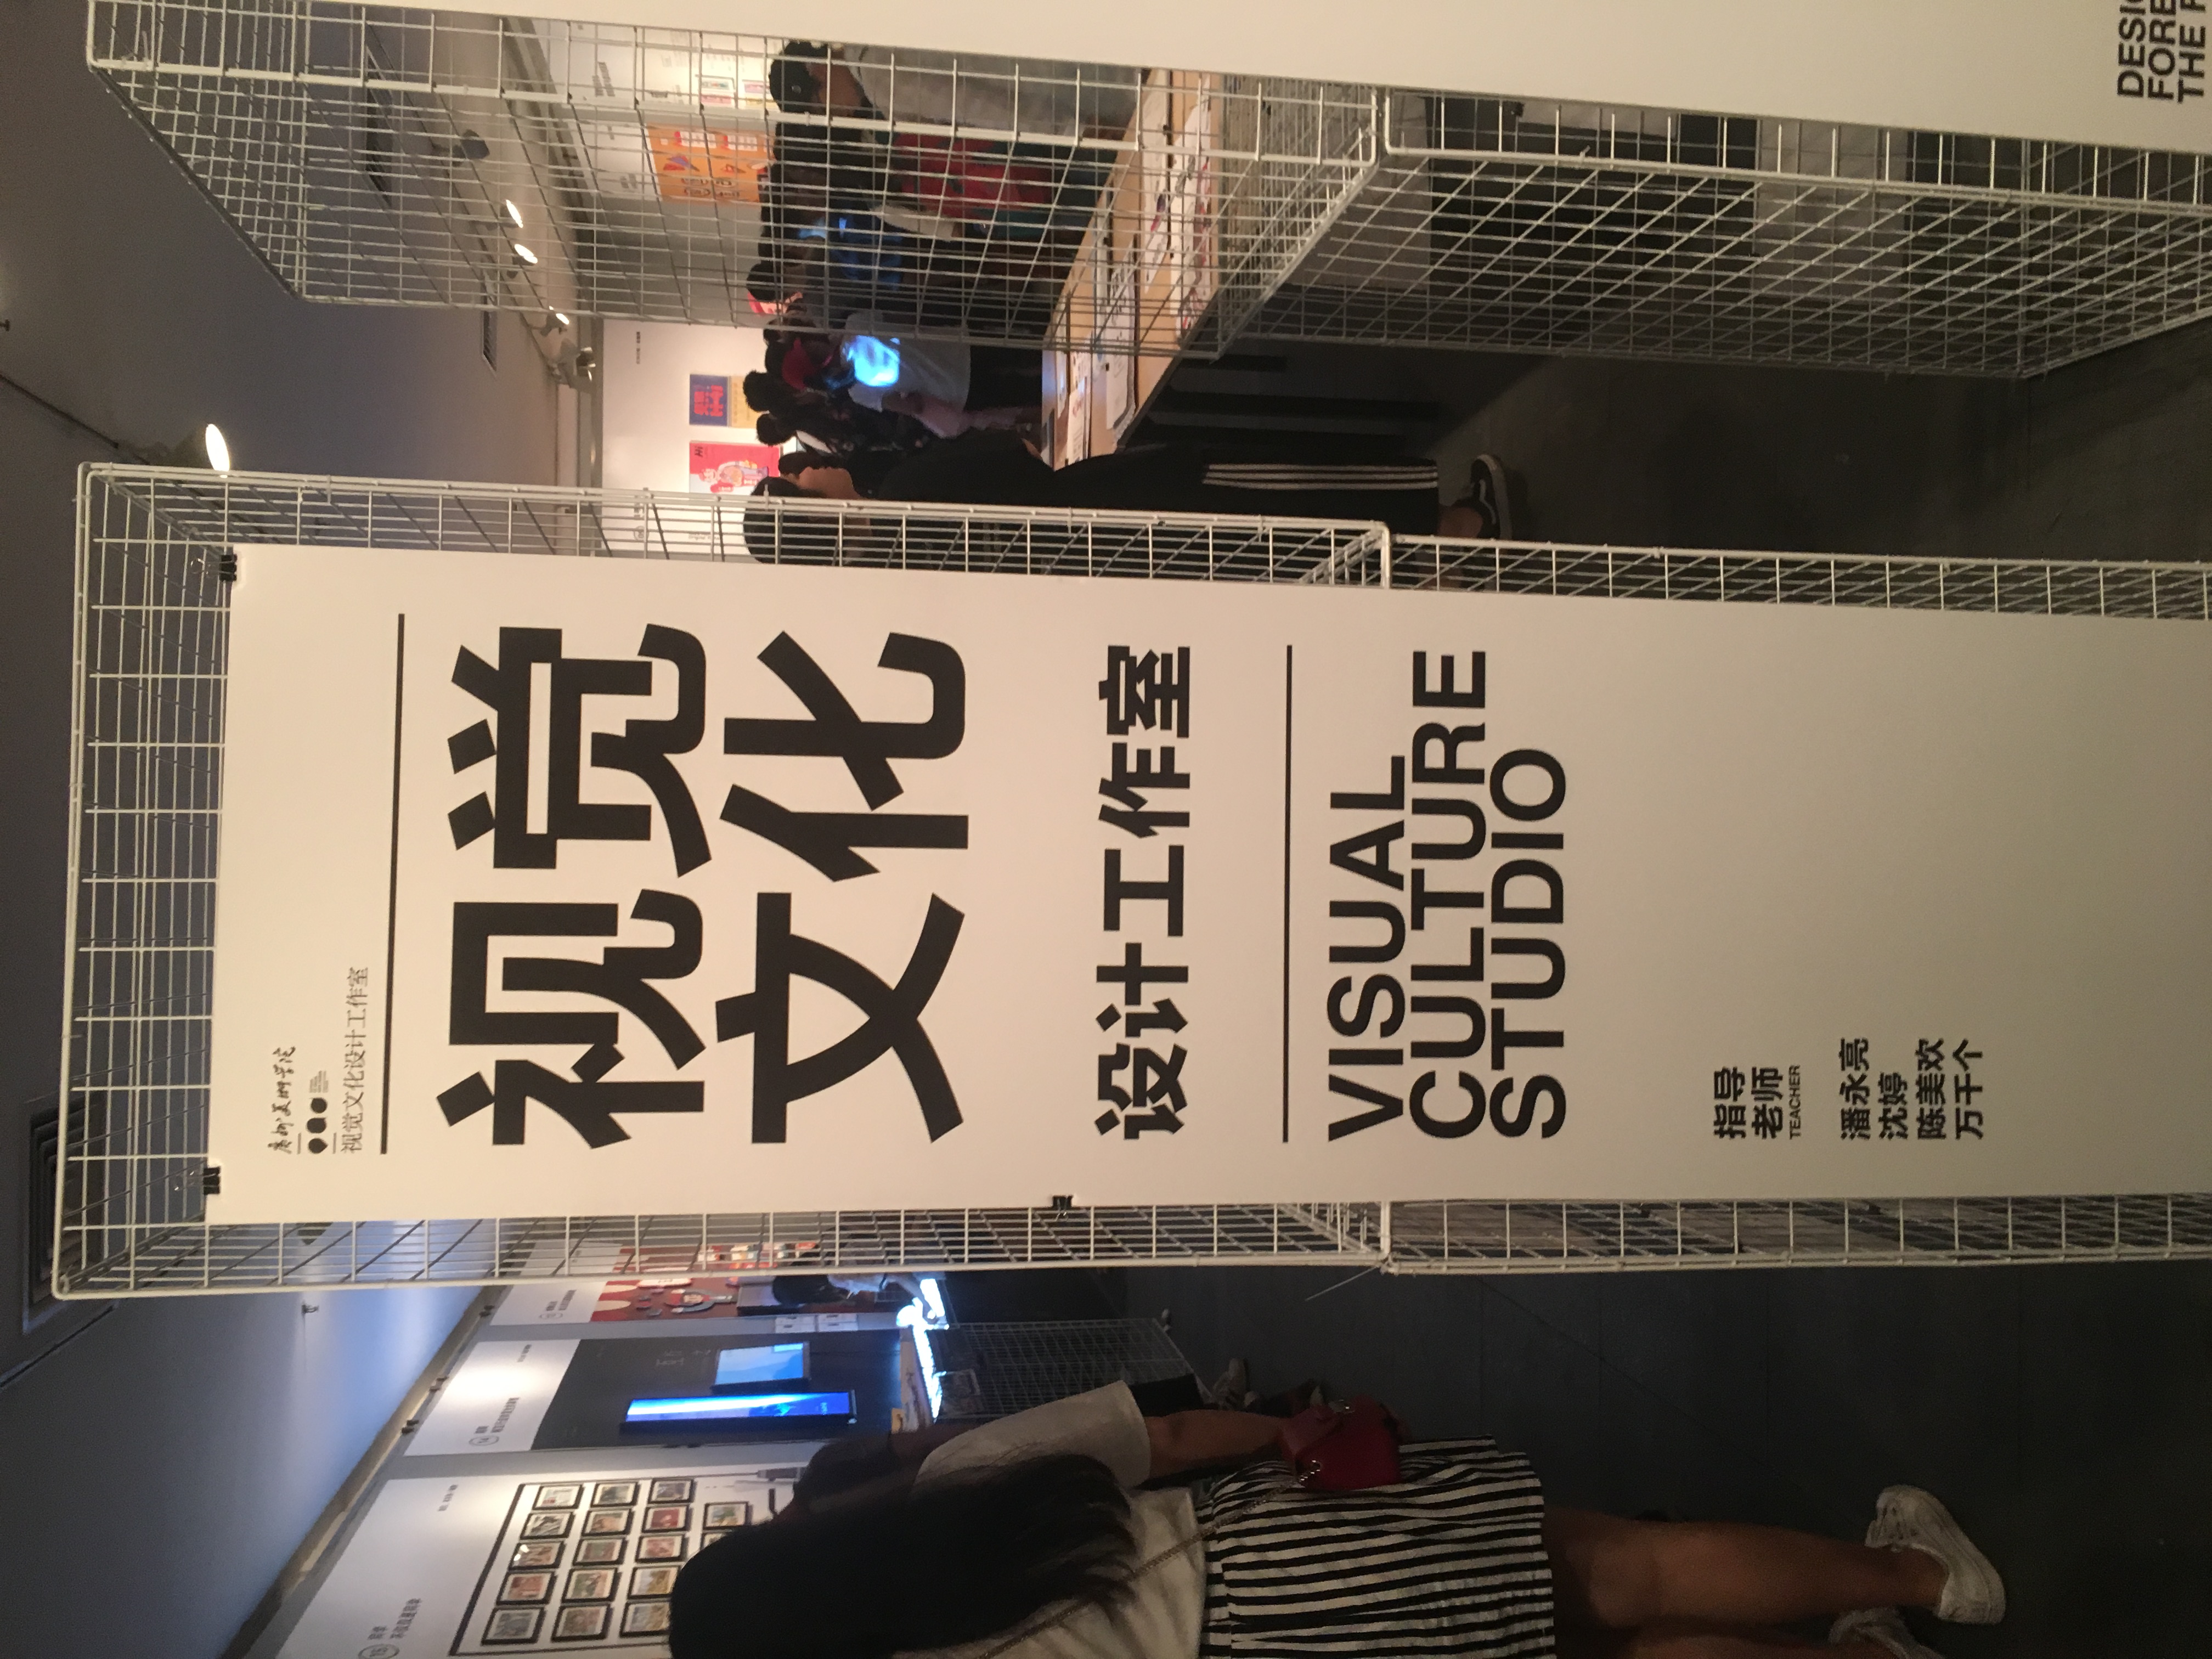 广州美术学院
视觉文化设计工作室
视觉
文化
设计工作室
VISUAL
CULTURE
STUDIO
指导
老师
TEACHER
潘永亮
沈婷
陈美欢
万千个
DESIG
FORE
THE F